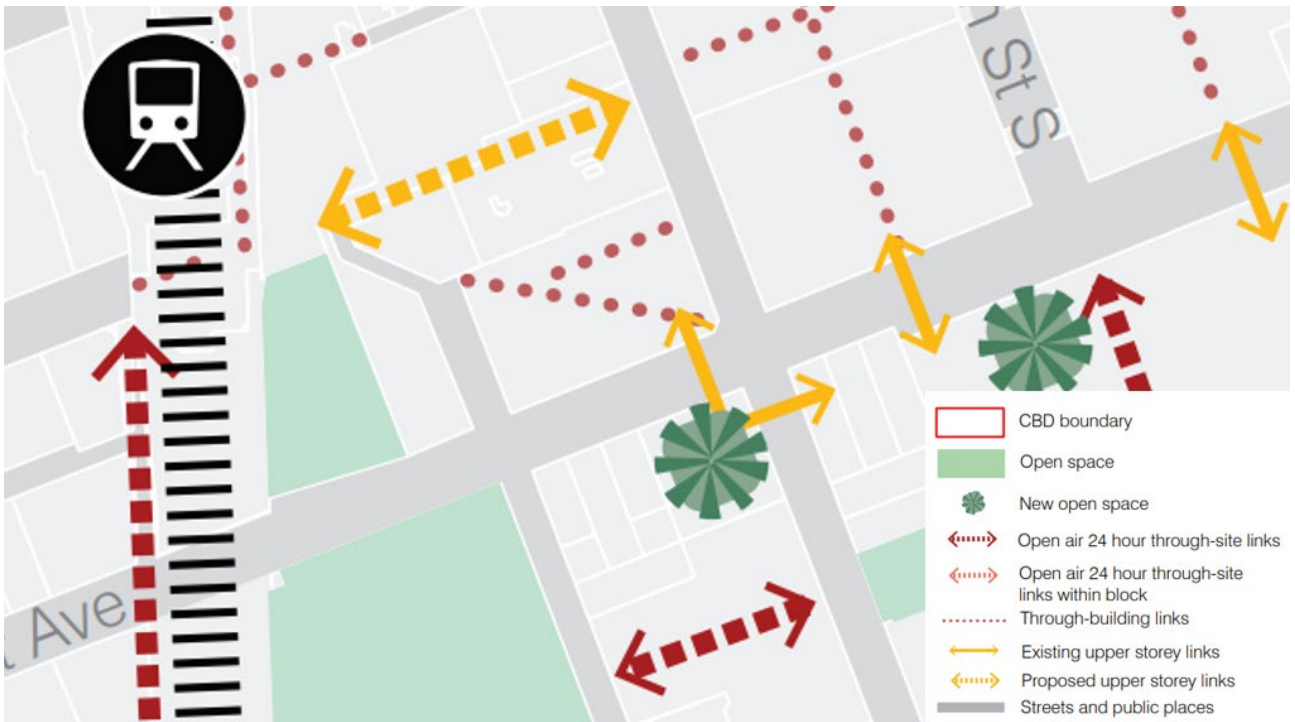 n St S
t Ave
CBD boundary
Open space
New open space
Open air 24 hour through-site links
Open air 24 hour through-site
links within block
Through-building links
Existing upper storey links
Proposed upper storey links
Streets and public places